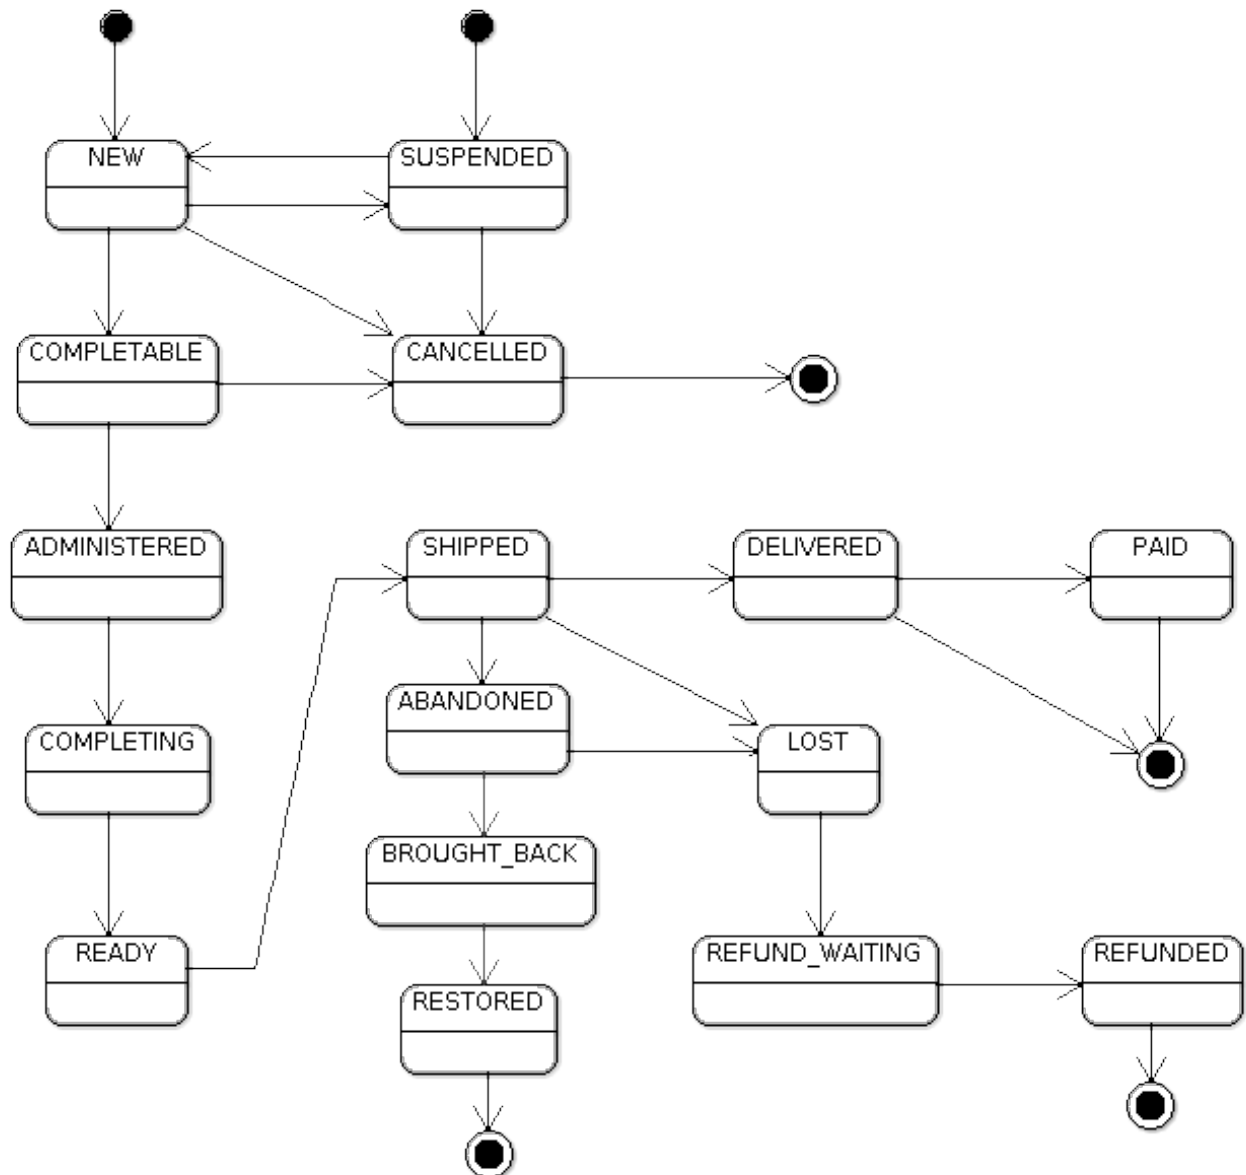 NEW
SUSPENDED
COMPLETABLE
CANCELLED
ADMINISTERED
SHIPPED
DELIVERED
PAID
ABANDONED
COMPLETING
LOST
BROUGHT_BACK
READY
REFUND_WAITING
REFUNDED
RESTORED